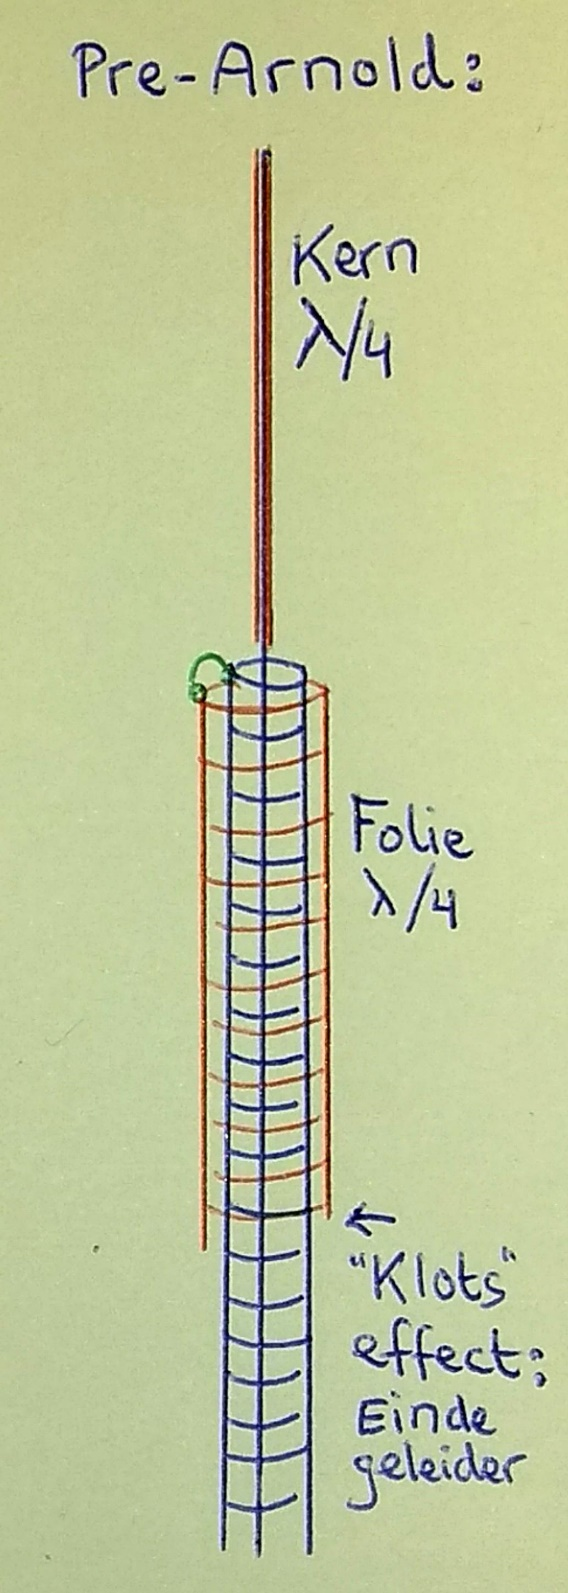 Pre-Arnold:
Kern
λ/4
Folie
λ/4
←
"Klots"
effect:
Einde
geleider